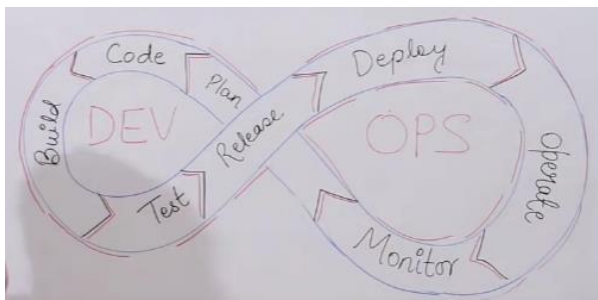 Code
Plan
Deploy
Build
DEV
Release
OPS
Test
Operate
Monitor